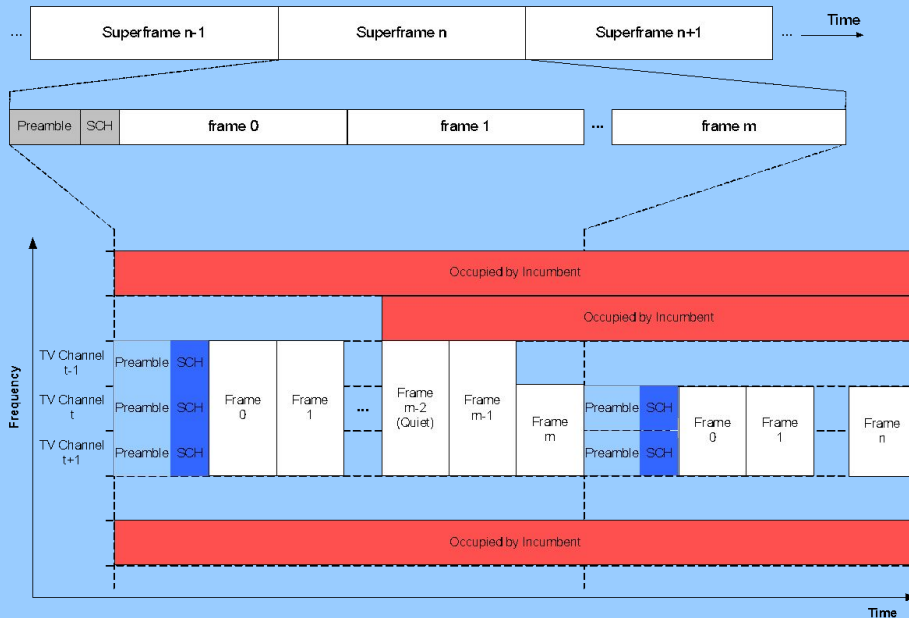 ... Superframe n-1 Superframe n Superframe n+1 ... Time
Preamble SCH frame 0 frame 1 ... frame m
Frequency
Occupied by Incumbent
Occupied by Incumbent
TV Channel
t-1
Preamble SCH
TV Channel
t
Preamble SCH
TV Channel
t+1
Preamble SCH
Frame
0
Frame
1
...
Frame
m-2
(Quiet)
Frame
m-1
Frame
m
Preamble SCH
Preamble SCH
Frame
0
Frame
1
Frame
n
Occupied by Incumbent
Time